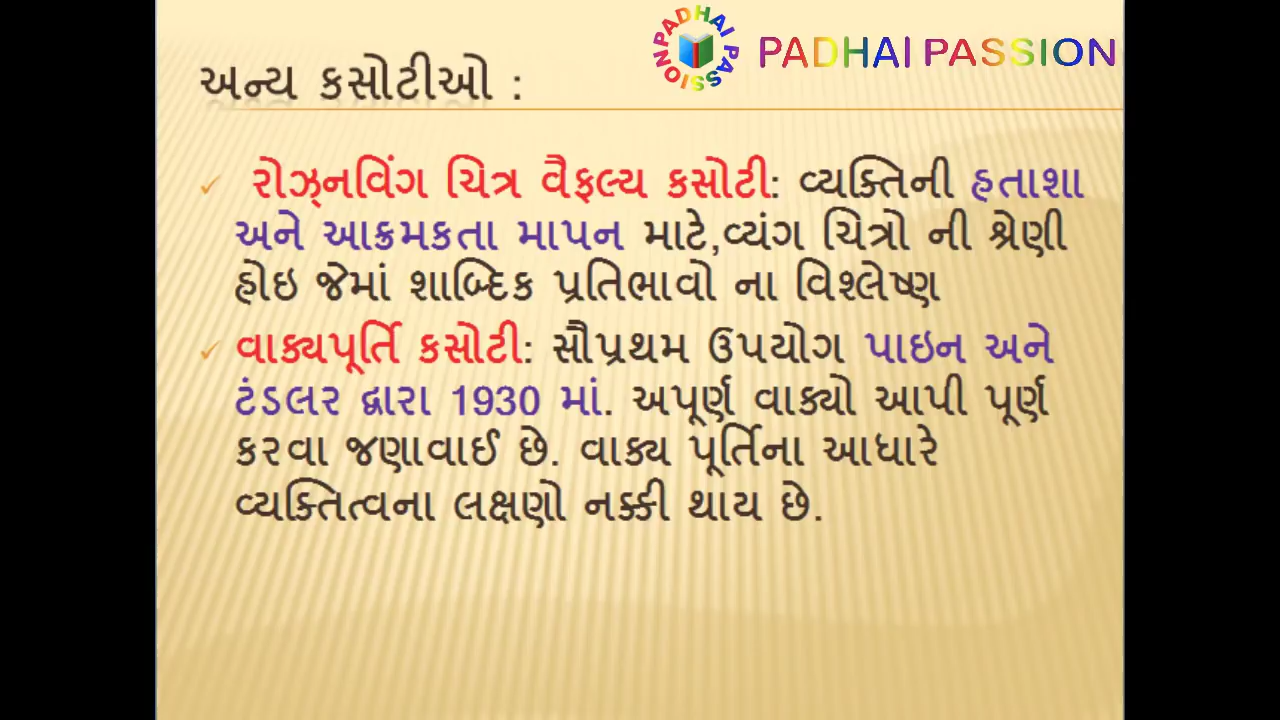 PADHAI PASSION
PADHAI PASSION
અન્ય કસોટીઓ :
રોઝ્નવિંગ ચિત્ર વૈફલ્ય કસોટી: વ્યક્તિની હતાશા
અને આક્રમકતા માપન માટે,વ્યંગ ચિત્રો ની શ્રેણી
હોઇ જેમાં શાબ્દિક પ્રતિભાવો ના વિશ્લેષ્ણ
વાક્યપૂર્તિ કસોટી: સૌપ્રથમ ઉપયોગ પાઇન અને
ટંડલર દ્વારા 1930 માં. અપૂર્ણ વાક્યો આપી પૂર્ણ
કરવા જણાવાઈ છે. વાક્ય પૂર્તિના આધારે
વ્યક્તિત્વના લક્ષણો નક્કી થાય છે.